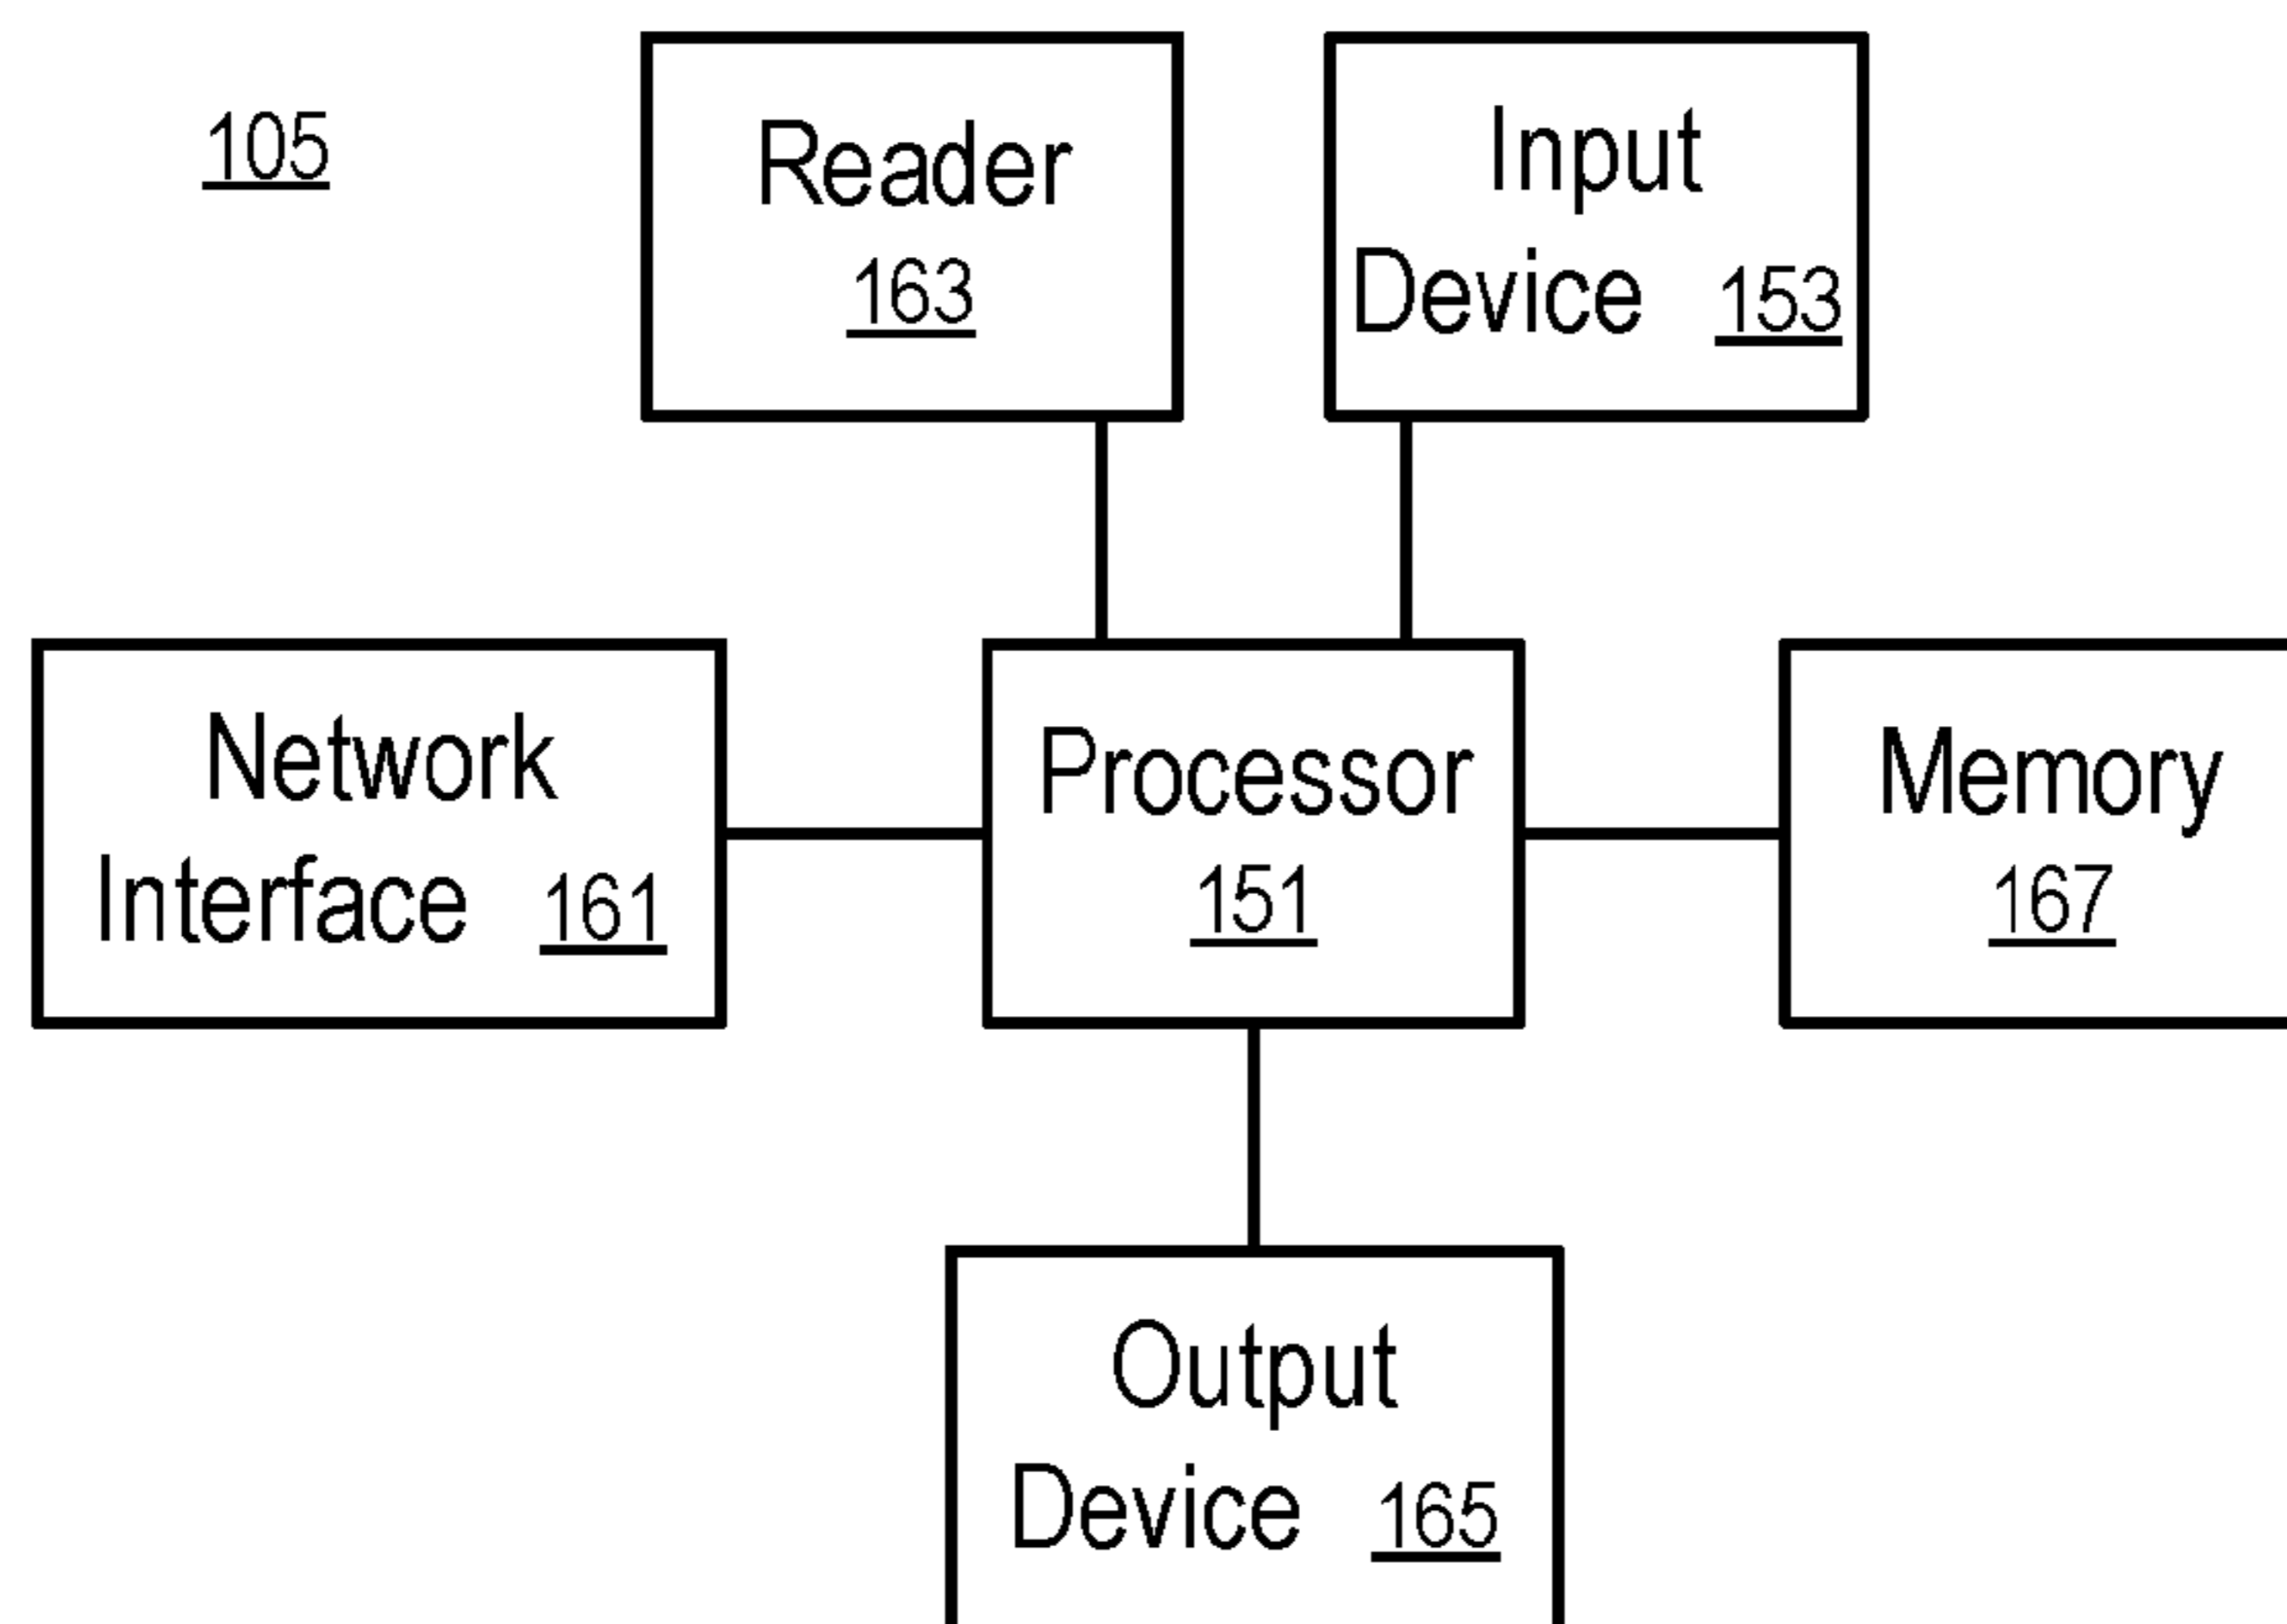 105
Reader
163
Input
Device 153
Network
Interface 161
Processor
151
Memory
167
Output
Device 165